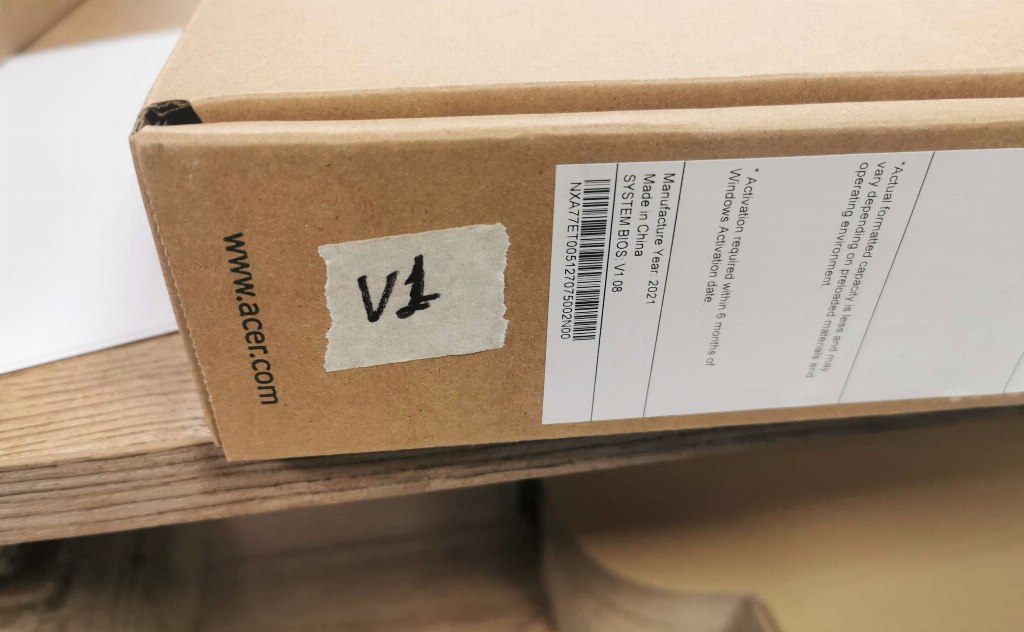 www.acer.com
V1
*Actual formatted capacity is less and may
vary depending on preloaded materials and
operating environment.
* Activation required within 6 months of
Windows Activation date.
Manufacture Year: 2021
Made in China
SYSTEM BIOS: V1.08
NXA77ET005127075002N00